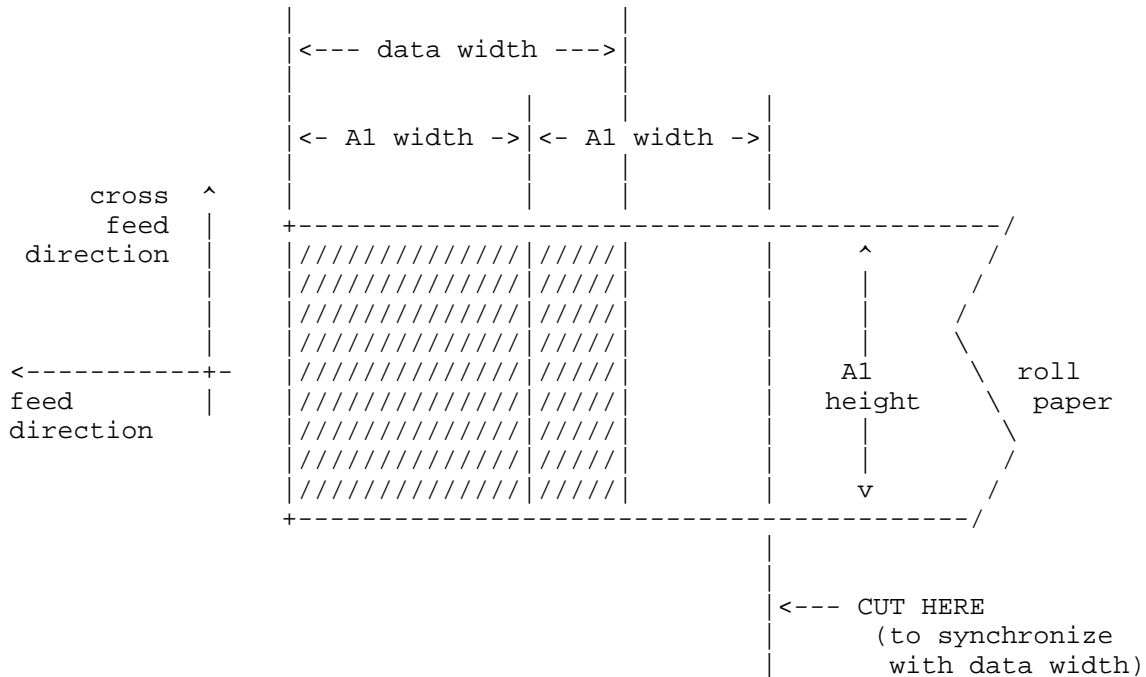 <--- data width --->
<- A1 width ->|<- A1 width ->
cross
feed
direction
feed
direction
A1
height
roll
paper
<--- CUT HERE
(to synchronize
with data width)